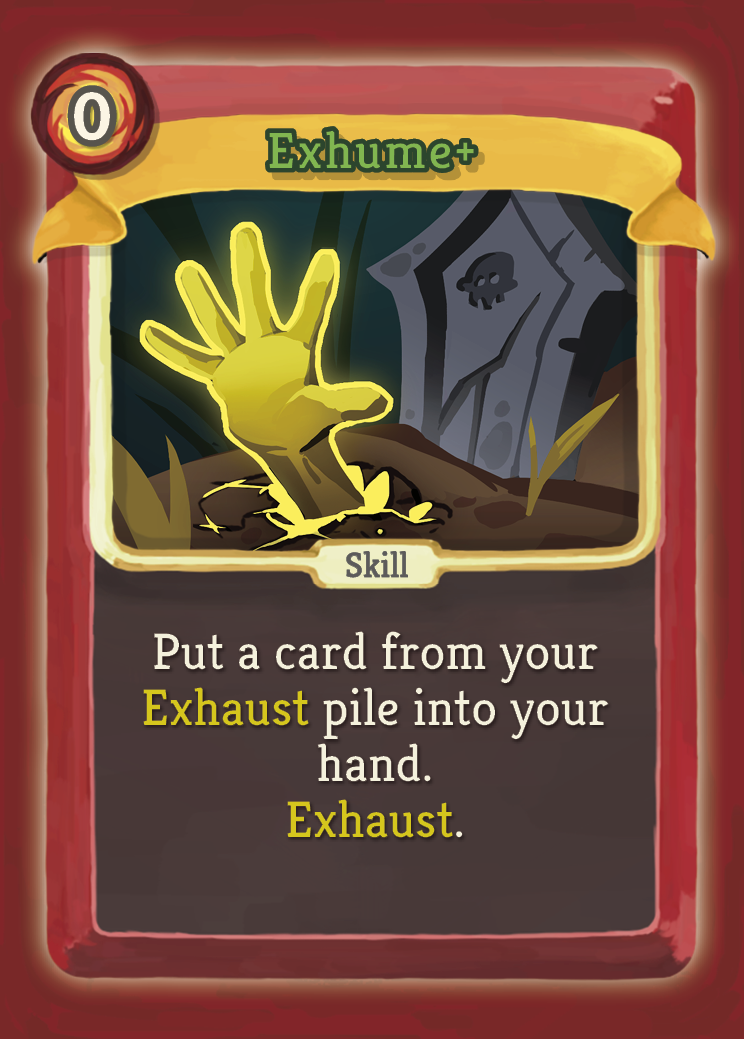 0
Exhume+
Skill
Put a card from your
Exhaust pile into your
hand.
Exhaust.